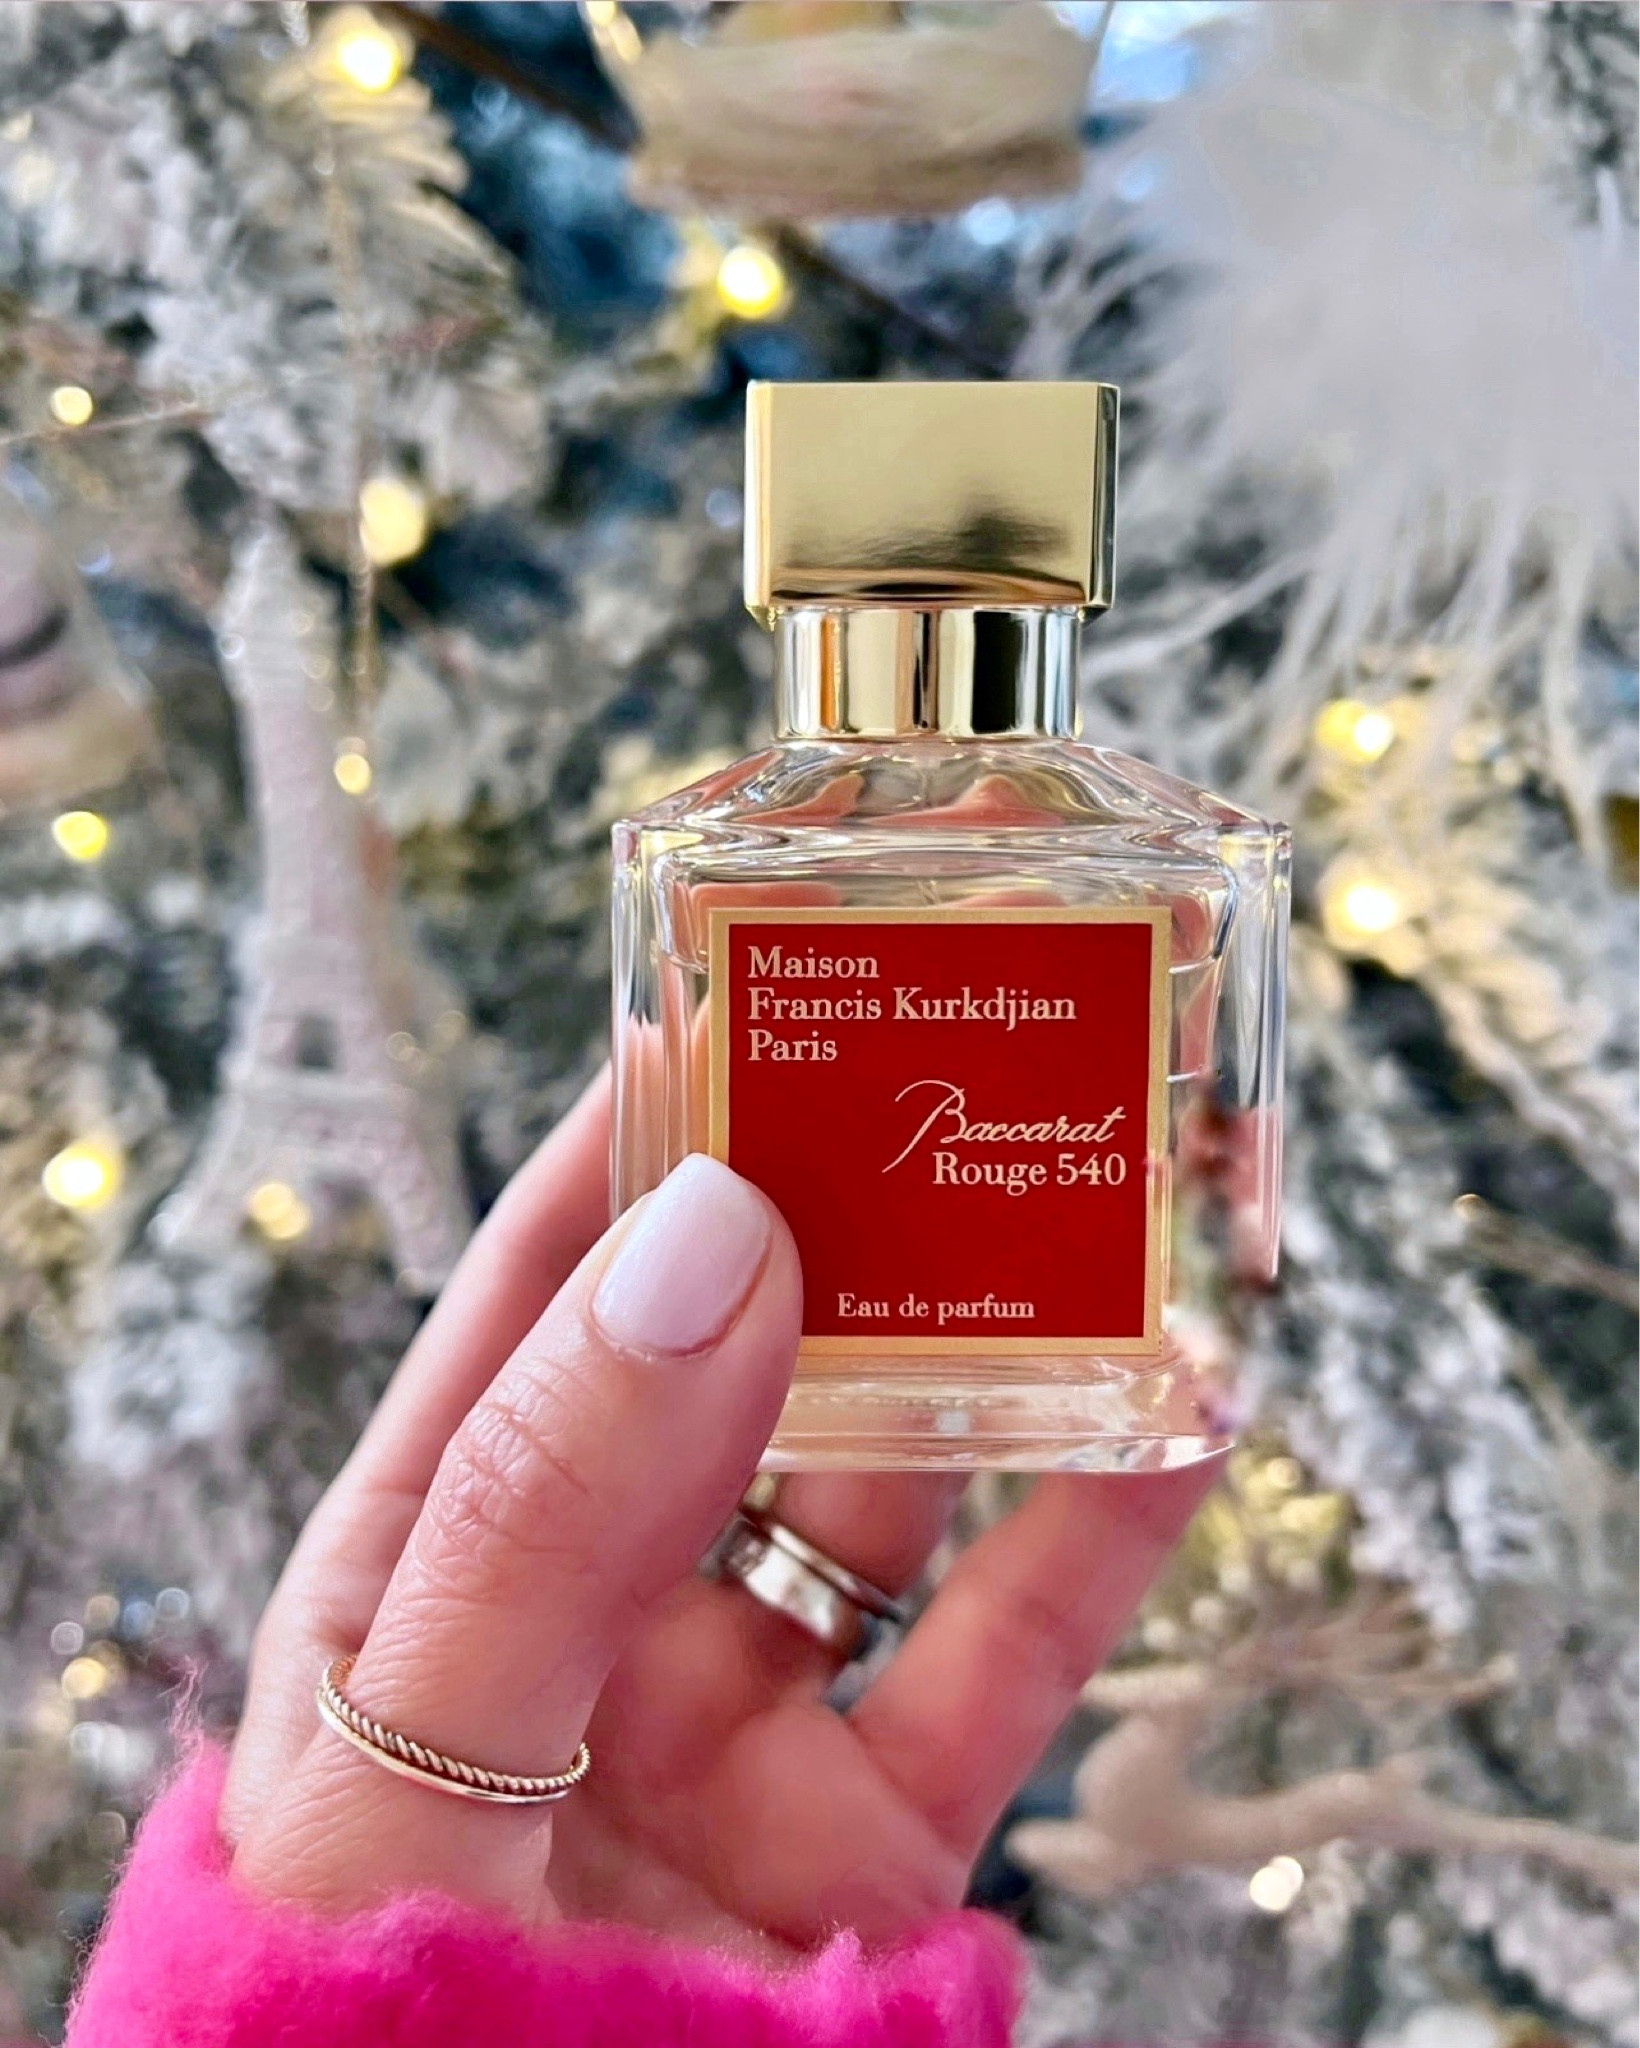 Maison
Francis Kurkdjian
Paris
Baccarat
Rouge 540
Eau de parfum